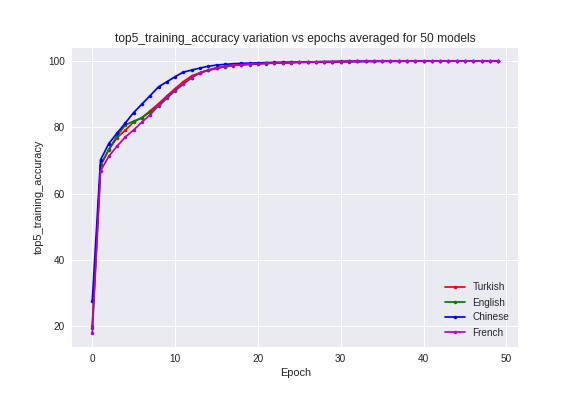 top5_training_accuracy variation vs epochs averaged for 50 models
100
80
60
40
20
top5_training_accuracy
0
10
20
30
40
50
Epoch
Turkish
English
Chinese
French